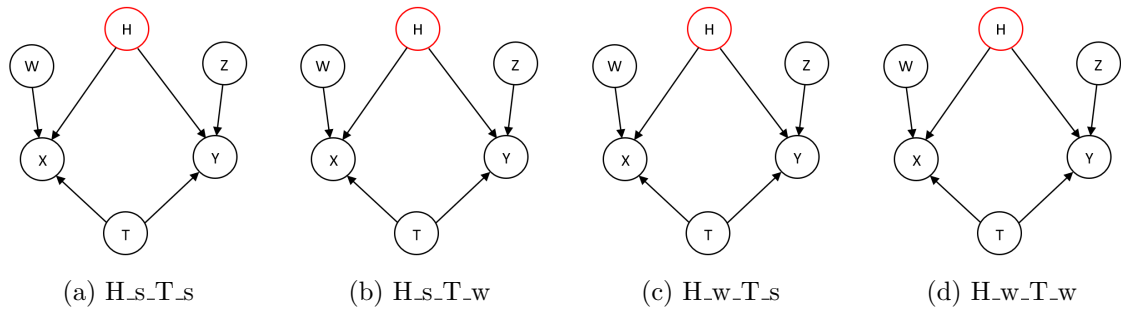 H H H H
W Z W Z W Z W Z
X Y X Y X Y X Y
T T T T
(a) H_s_T_s (b) H_s_T_w (c) H_w_T_s (d) H_w_T_w